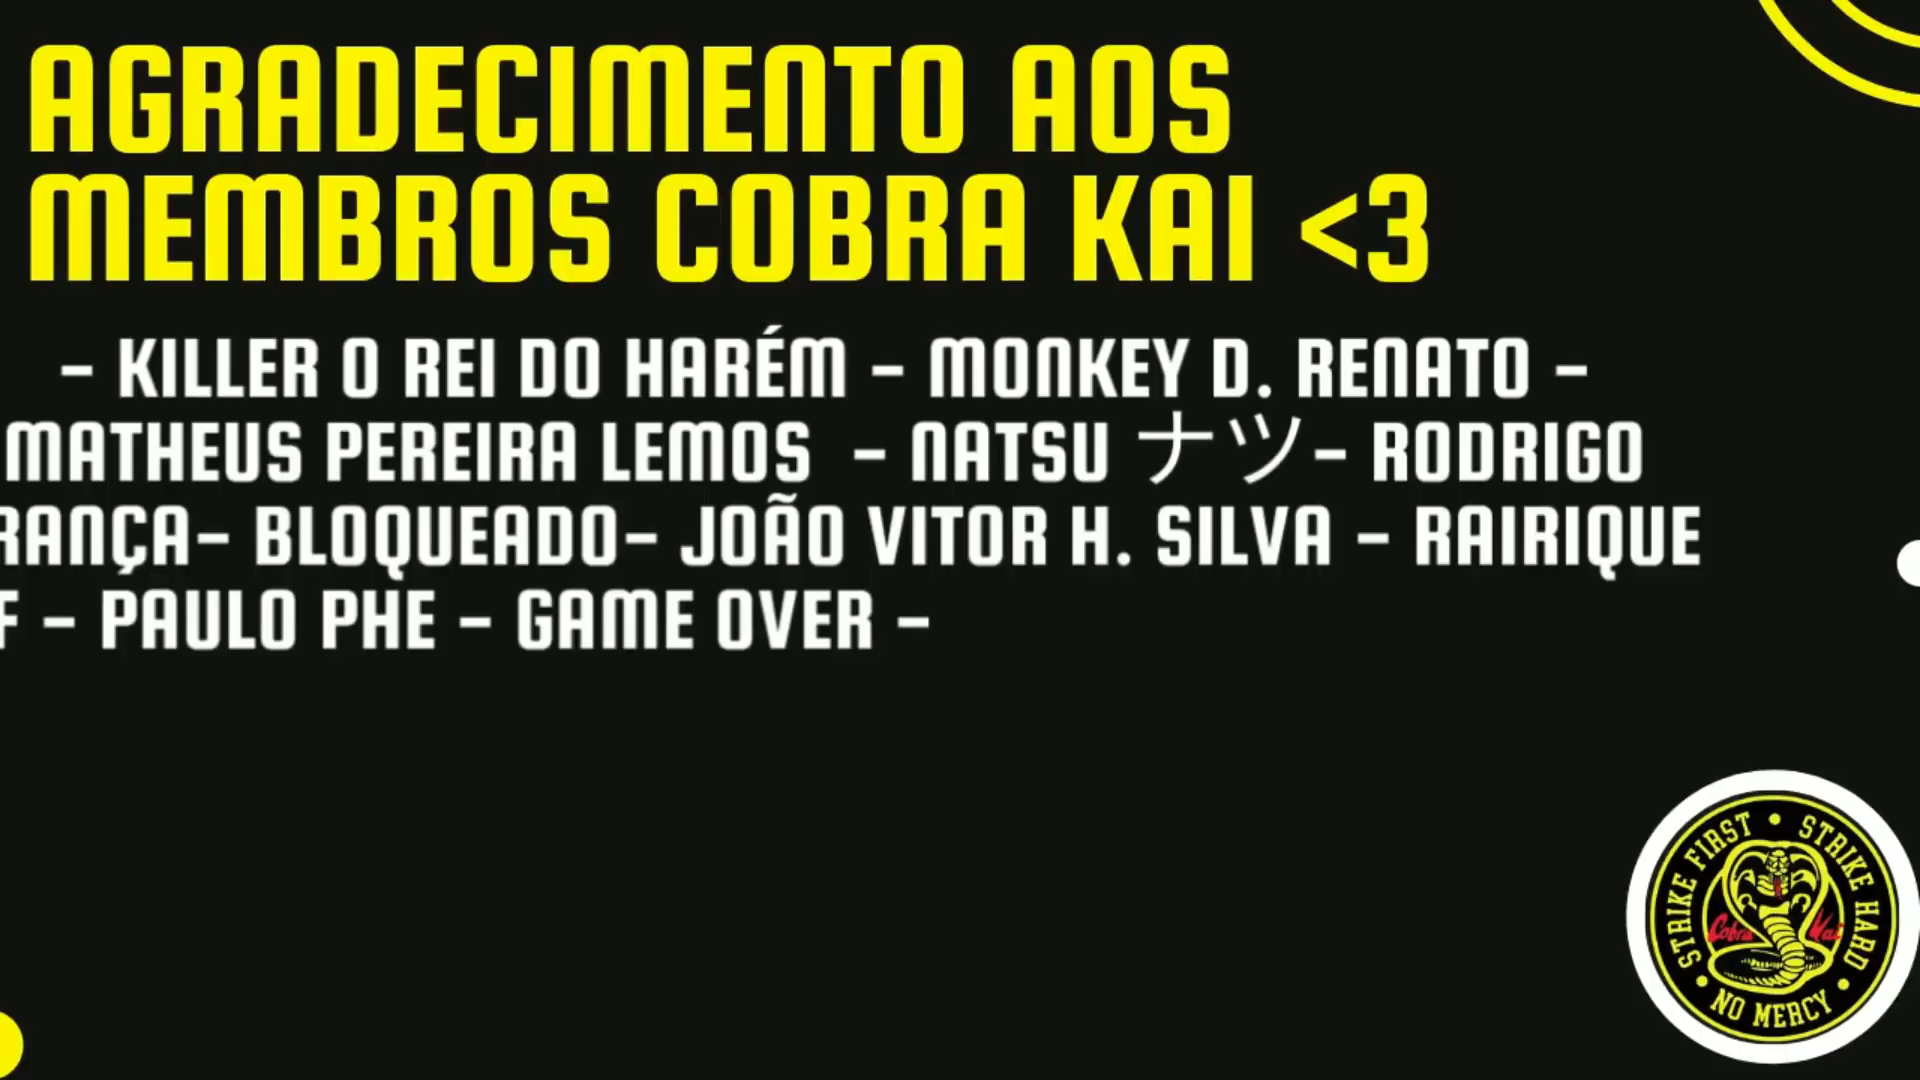 AGRADECIMENTO AOS
MEMBROS COBRA KAI <3
- KILLER O REI DO HARÉM - MONKEY D. RENATO -
MATHEUS PEREIRA LEMOS - NATSU ナツ- RODRIGO
RANÇA- BLOQUEADO- JOÃO VITOR H. SILVA - RAIRIQUE
F - PAULO PHE - GAME OVER -
STRIKE FIRST • STRIKE HARD • NO MERCY •
Cobra Kai